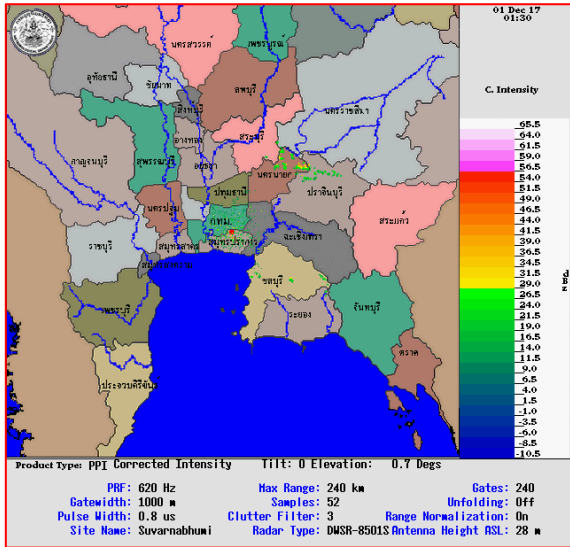 01 Dec 17
01:30
นครสวรรค์
เพชรบูรณ์
C. Intensity
อุทัยธานี
ชัยนาท
ลพบุรี
สิงห์บุรี
นครราชสีมา
65.5
64.0
61.5
59.0
56.5
54.0
51.5
49.0
46.5
44.0
41.5
39.0
36.5
34.0
31.5
29.0
26.5
24.0
21.5
19.0
16.5
14.0
11.5
9.0
6.5
4.0
1.5
-1.0
-3.5
-6.0
-8.5
-10.5
อ่างทอง
สระบุรี
กาญจนบุรี
สุพรรณบุรี
อยุธยา
นครนายก
ปราจีนบุรี
ปทุมธานี
นครปฐม
กทม.
สระแก้ว
ฉะเชิงเทรา
ราชบุรี
สมุทรสาคร
สมุทรปราการ
สมุทรสงคราม
ชลบุรี
เพชรบุรี
ระยอง
จันทบุรี
ตราด
ประจวบคีรีขันธ์
Product Type: PPI Corrected Intensity Tilt: 0 Elevation: 0.7 Degs
PRF: 620 Hz Max Range: 240 km Gates: 240
Gatewidth: 1000 m Samples: 52 Unfolding: Off
Pulse Width: 0.8 us Clutter Filter: 3 Range Normalization: On
Site Name: Suvarnabhumi Radar Type: DWSR-8501S Antenna Height ASL: 28 m